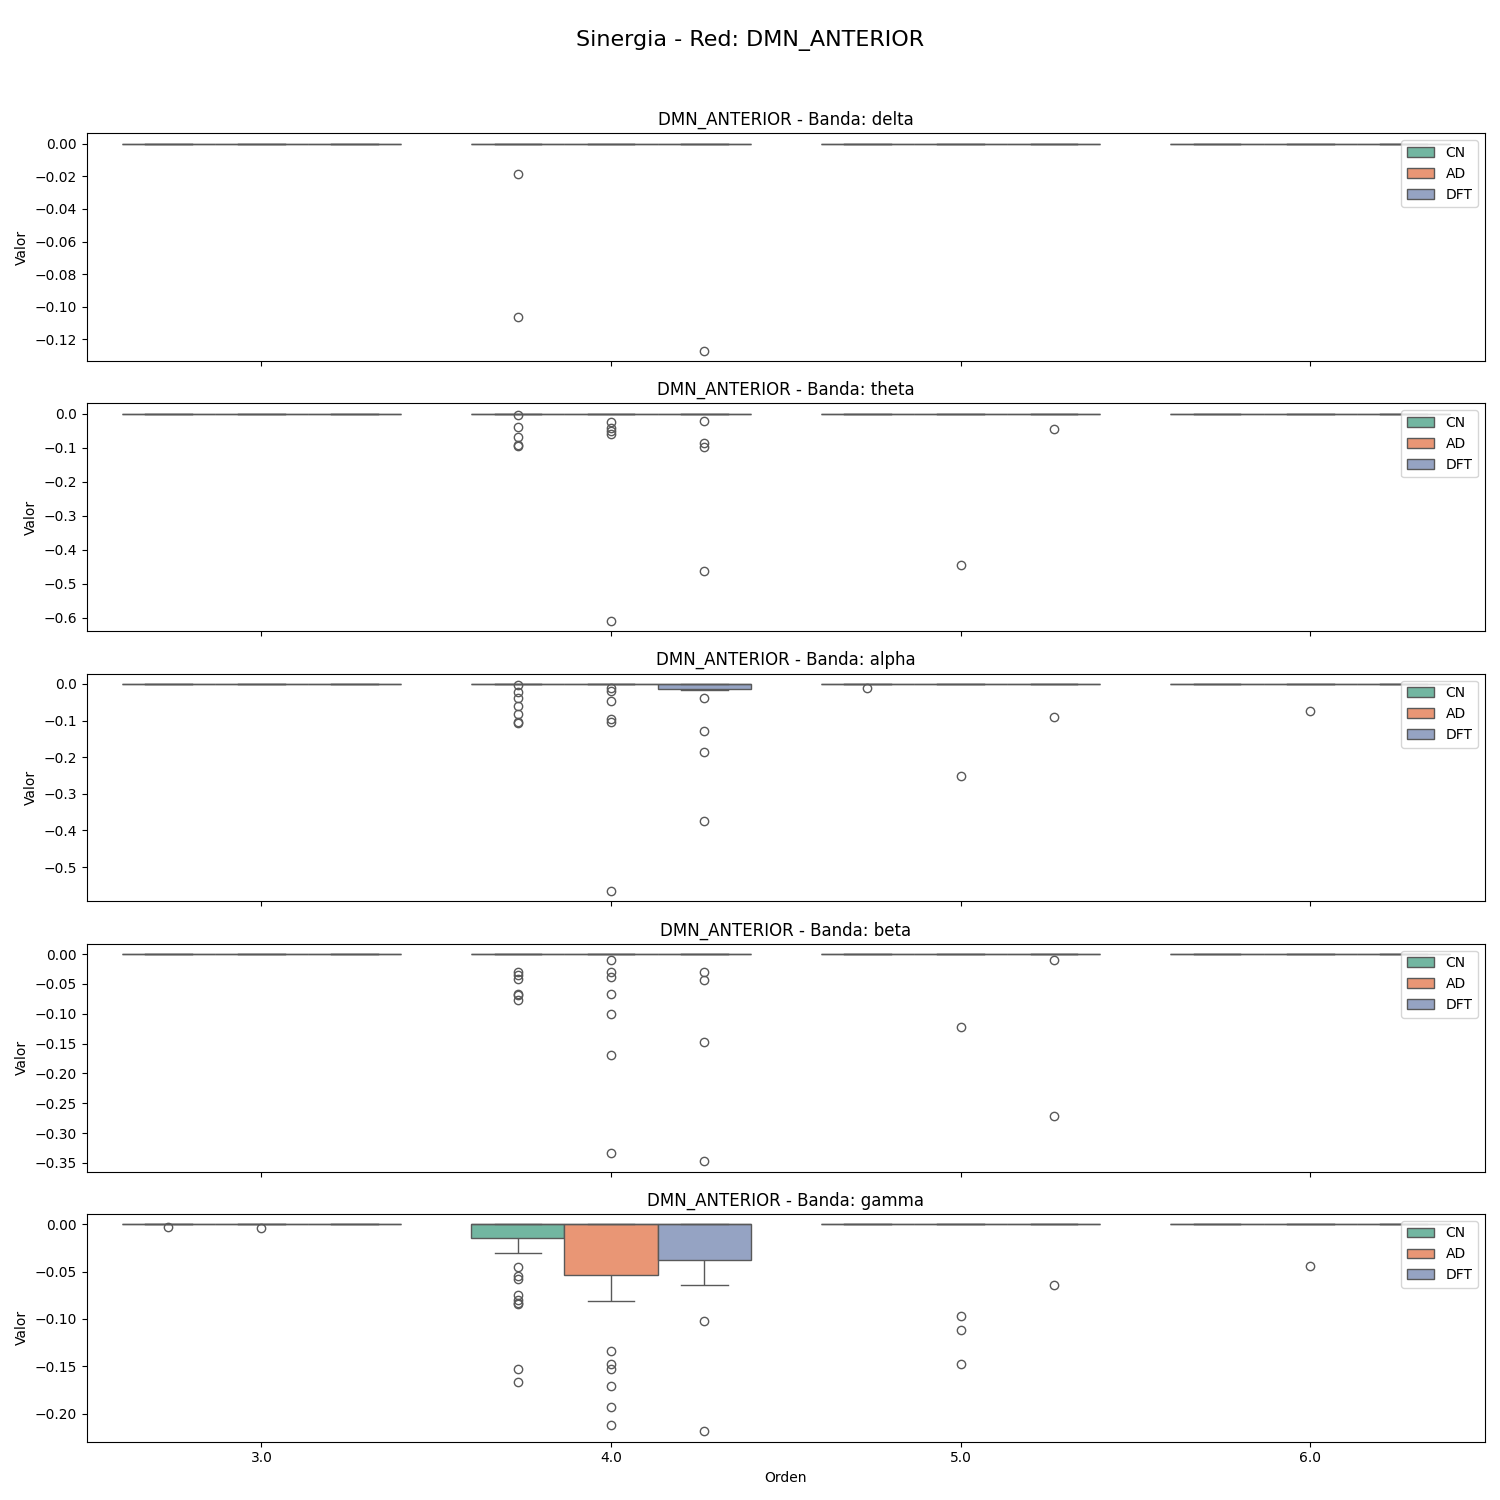 Sinergia - Red: DMN_ANTERIOR
DMN_ANTERIOR - Banda: delta
0.00
−0.02
−0.04
−0.06
−0.08
−0.10
−0.12
Valor
CN
AD
DFT
DMN_ANTERIOR - Banda: theta
0.0
−0.1
−0.2
−0.3
−0.4
−0.5
−0.6
Valor
CN
AD
DFT
DMN_ANTERIOR - Banda: alpha
0.0
−0.1
−0.2
−0.3
−0.4
−0.5
Valor
CN
AD
DFT
DMN_ANTERIOR - Banda: beta
0.00
−0.05
−0.10
−0.15
−0.20
−0.25
−0.30
−0.35
Valor
CN
AD
DFT
DMN_ANTERIOR - Banda: gamma
0.00
−0.05
−0.10
−0.15
−0.20
Valor
CN
AD
DFT
3.0 4.0 5.0 6.0
Orden